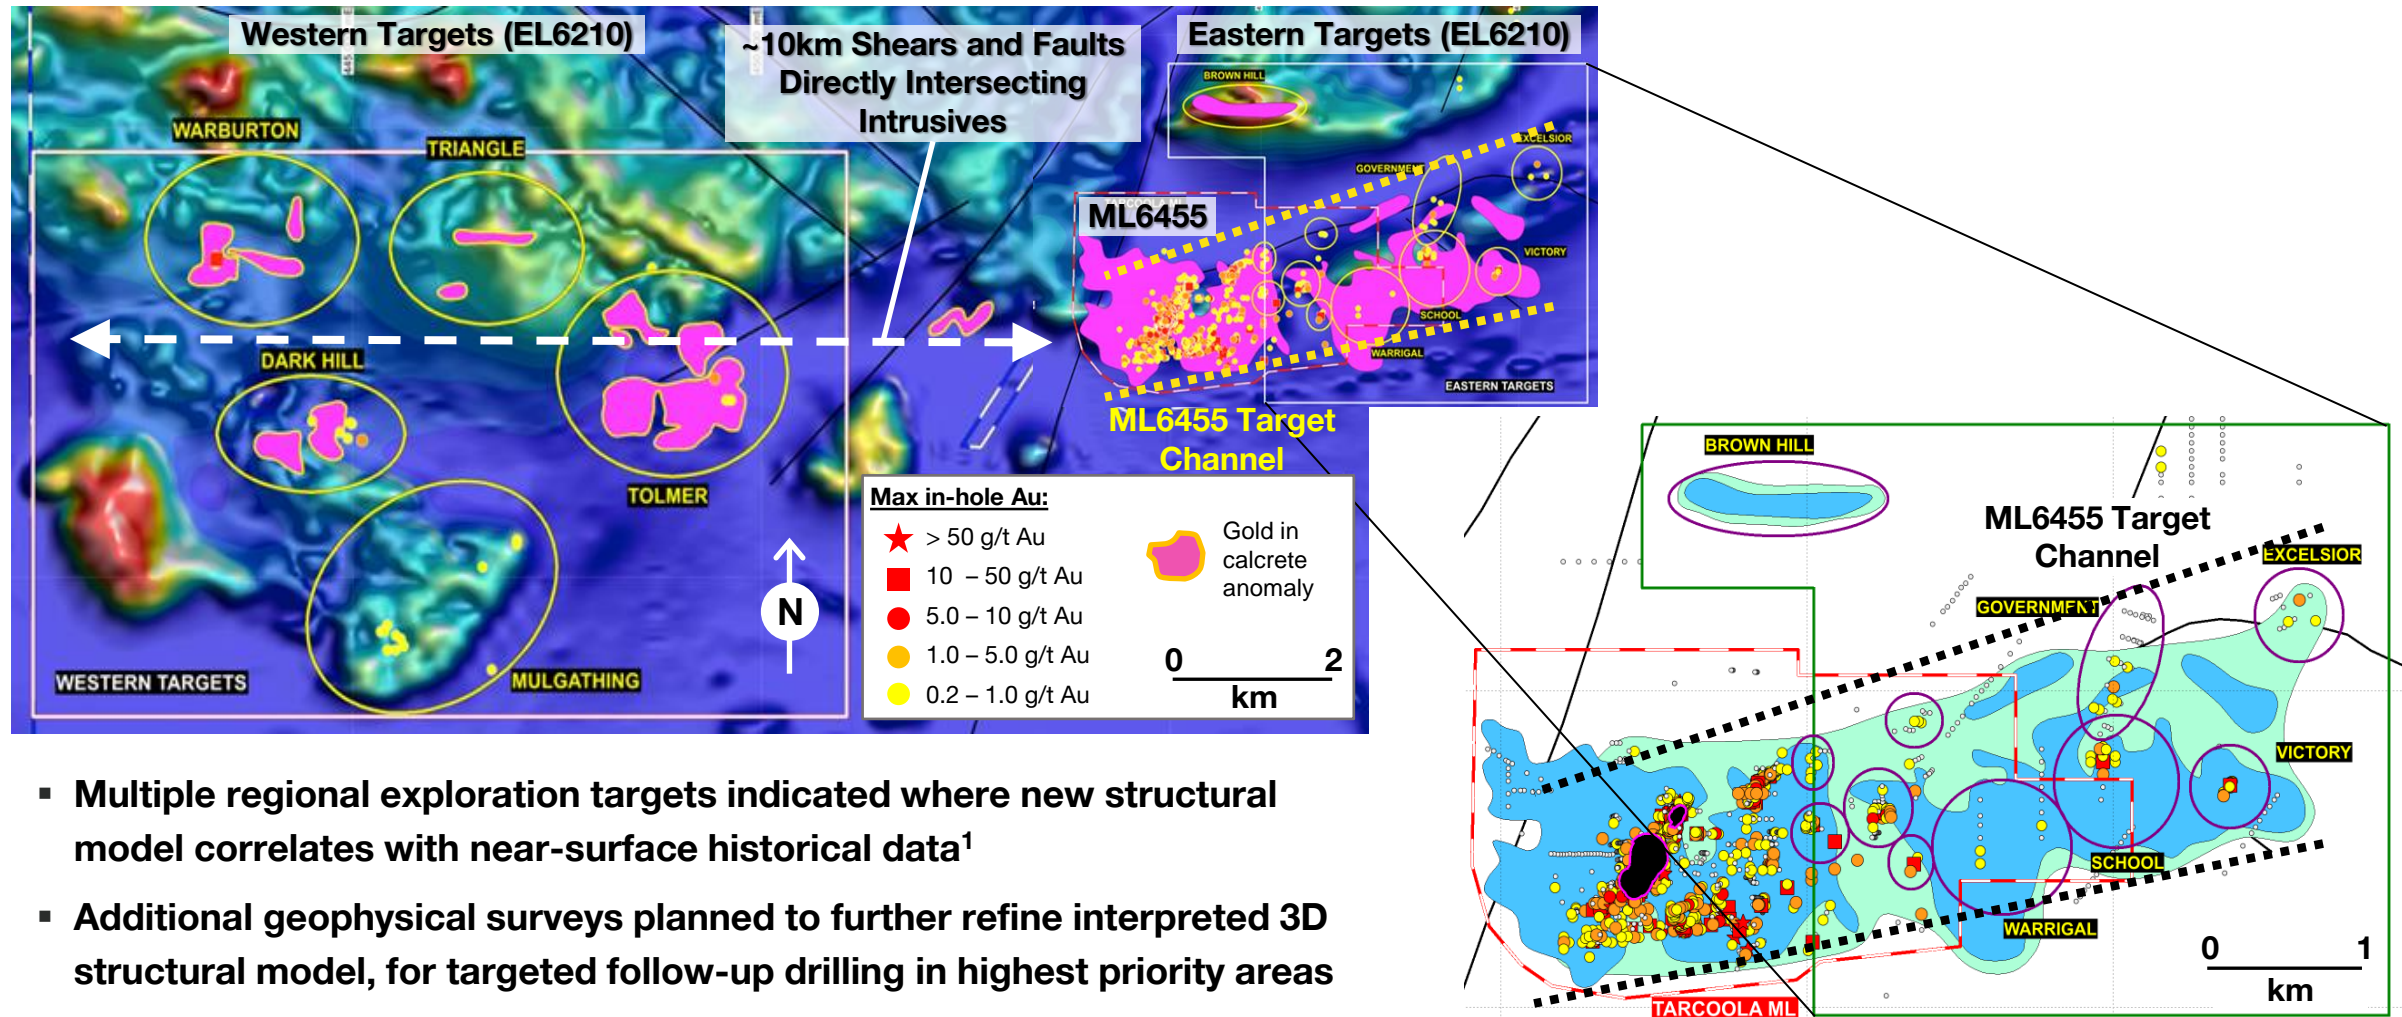 Western Targets (EL6210)
~10km Shears and Faults
Directly Intersecting
Intrusives
Eastern Targets (EL6210)
BROWN HILL
WARBURTON
TRIANGLE
EXCELSIOR
GOVERNMENT
TARCOOLA ML
ML6455
VICTORY
SCHOOL
WARRIGAL
EASTERN TARGETS
DARK HILL
TOLMER
ML6455 Target
Channel
MULGATHING
WESTERN TARGETS
N
Max in-hole Au:
> 50 g/t Au
10 – 50 g/t Au
5.0 – 10 g/t Au
1.0 – 5.0 g/t Au
0.2 – 1.0 g/t Au
Gold in
calcrete
anomaly
0 2
km
BROWN HILL
ML6455 Target
Channel
EXCELSIOR
GOVERNMENT
VICTORY
SCHOOL
WARRIGAL
0 1
km
TARCOOLA ML
▪ Multiple regional exploration targets indicated where new structural
model correlates with near-surface historical data¹
▪ Additional geophysical surveys planned to further refine interpreted 3D
structural model, for targeted follow-up drilling in highest priority areas